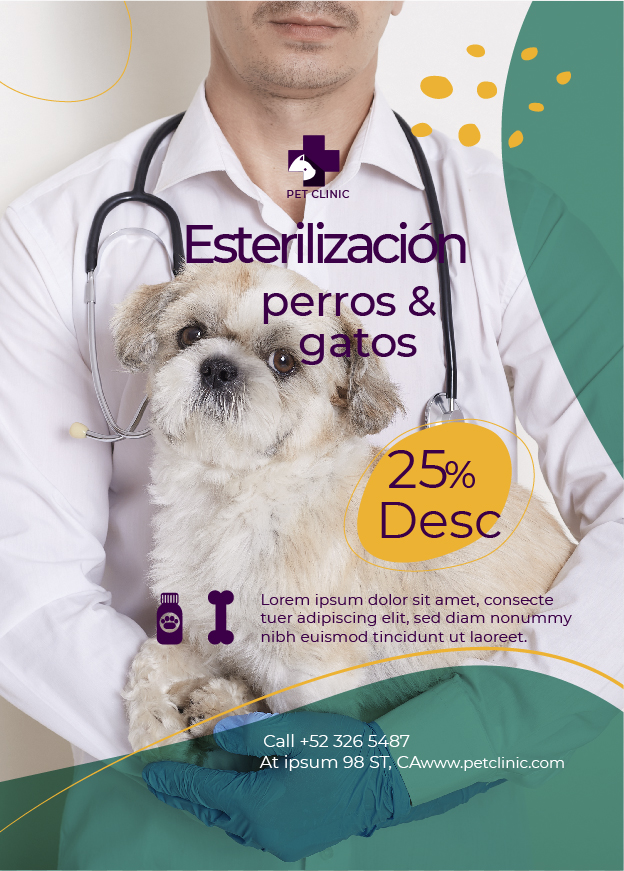 PET CLINIC
Esterilización
perros &
gatos
25%
Desc
Lorem ipsum dolor sit amet, consecte
tuer adipiscing elit, sed diam nonummy
nibh euismod tincidunt ut laoreet.
Call +52 326 5487
At ipsum 98 ST, CAwww.petclinic.com